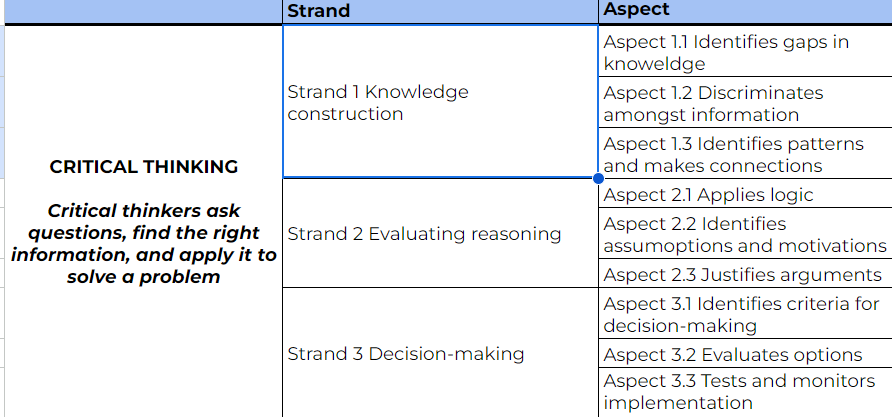 Strand
Aspect
CRITICAL THINKING
Critical thinkers ask
questions, find the right
information, and apply it to
solve a problem
Strand 1 Knowledge
construction
Aspect 1.1 Identifies gaps in
knoweldge
Aspect 1.2 Discriminates
amongst information
Aspect 1.3 Identifies patterns
and makes connections
Strand 2 Evaluating reasoning
Aspect 2.1 Applies logic
Aspect 2.2 Identifies
assumoptions and motivations
Aspect 2.3 Justifies arguments
Strand 3 Decision-making
Aspect 3.1 Identifies criteria for
decision-making
Aspect 3.2 Evaluates options
Aspect 3.3 Tests and monitors
implementation